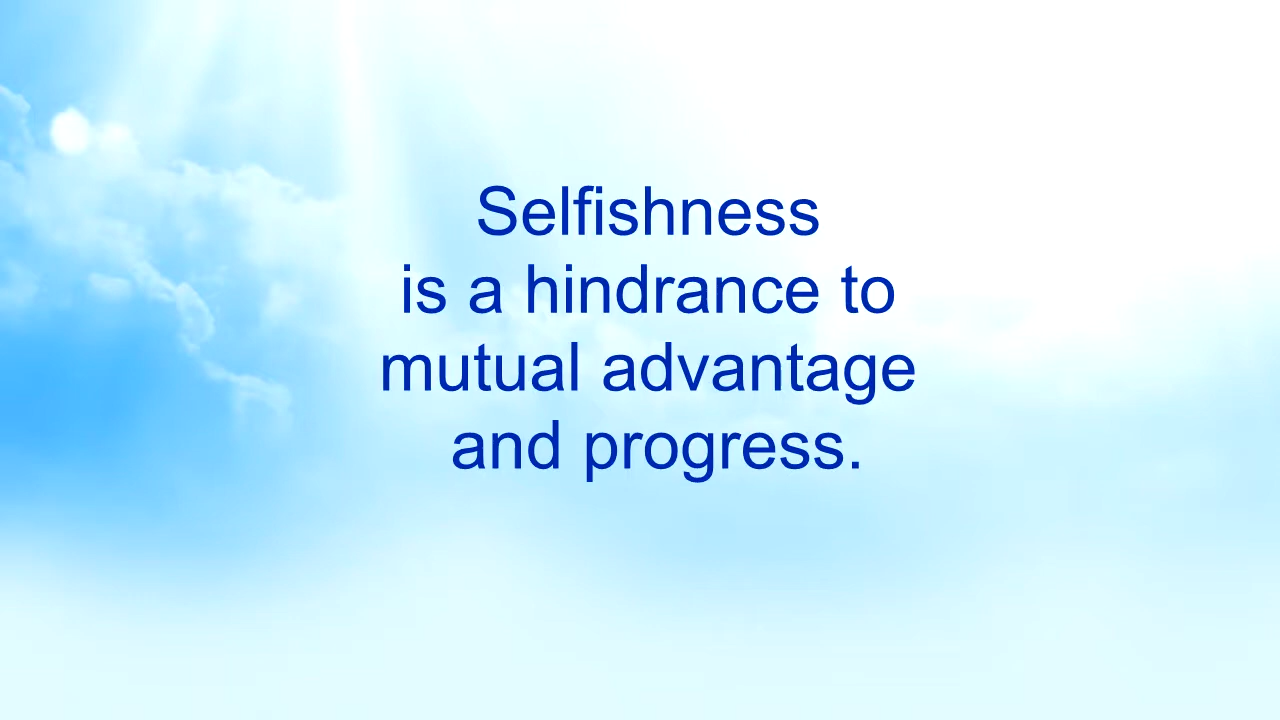 Selfishness
is a hindrance to
mutual advantage
and progress.